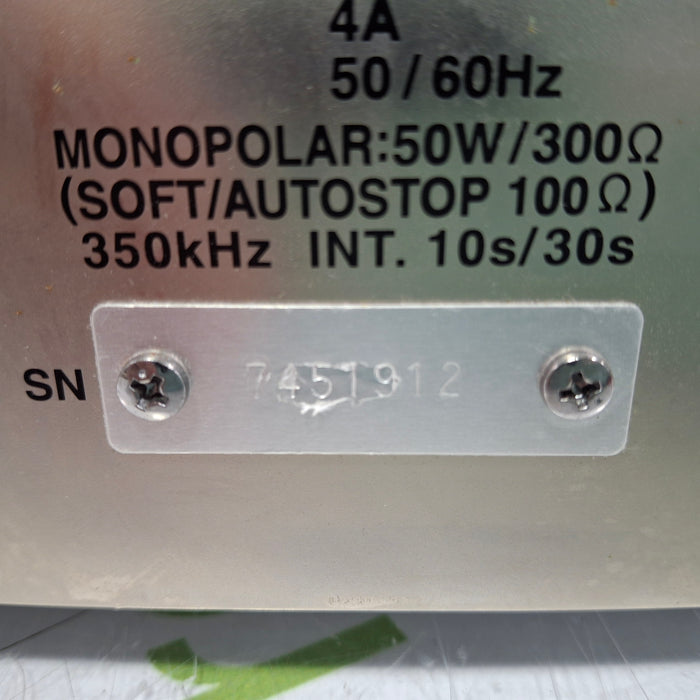 4A
50/60Hz
MONOPOLAR:50W/300Ω
(SOFT/AUTOSTOP 100Ω)
350kHz INT. 10s/30s
SN 7451912